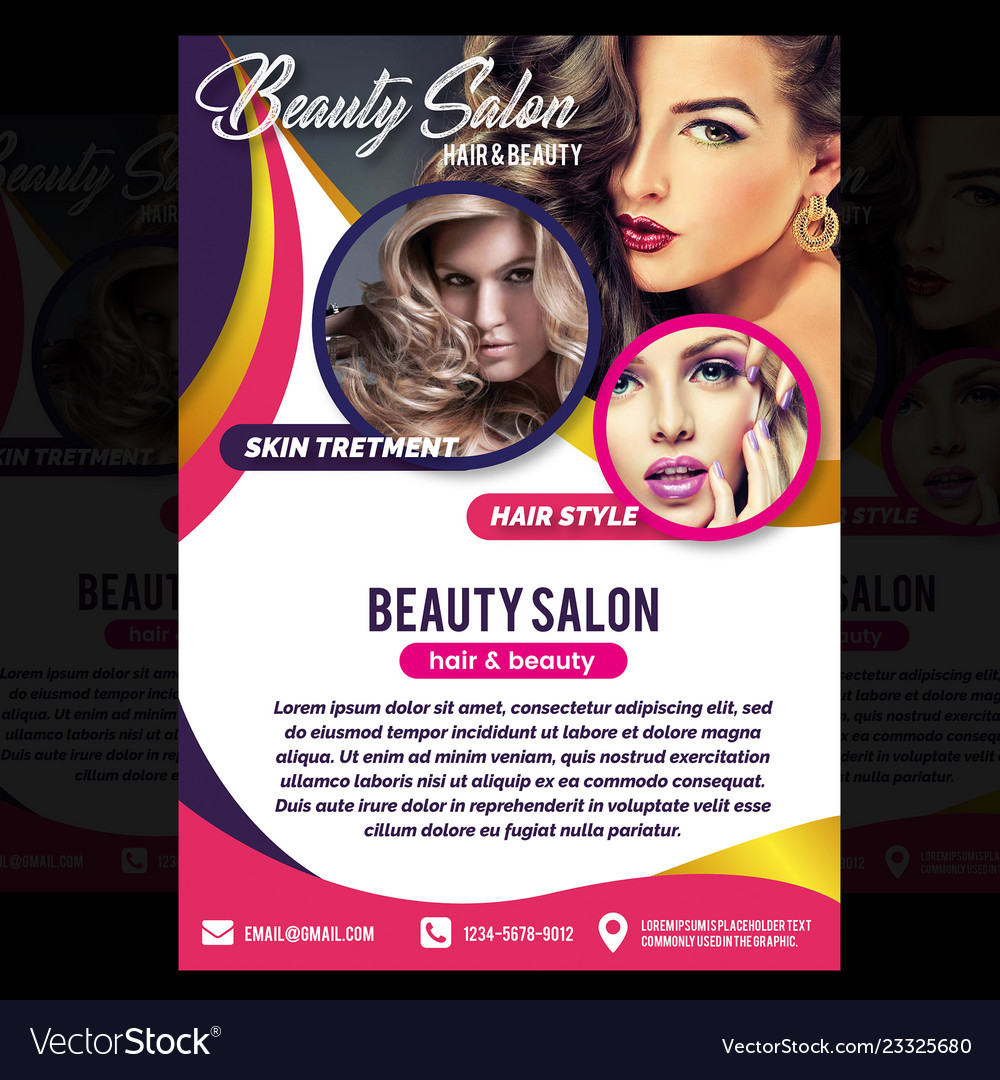 Beauty Salon
HAIR & BEAUTY
SKIN TRETMENT
HAIR STYLE
BEAUTY SALON
hair & beauty
Lorem ipsum dolor sit amet, consectetur adipiscing elit, sed
do eiusmod tempor incididunt ut labore et dolore magna
aliqua. Ut enim ad minim veniam, quis nostrud exercitation
ullamco laboris nisi ut aliquip ex ea commodo consequat.
Duis aute irure dolor in reprehenderit in voluptate velit esse
cillum dolore eu fugiat nulla pariatur.
EMAIL@GMAIL.COM
1234-5678-9012
LOREM IPSUM IS PLACEHOLDER TEXT
COMMONLY USED IN THE GRAPHIC.
VectorStock®
VectorStock.com/23325680